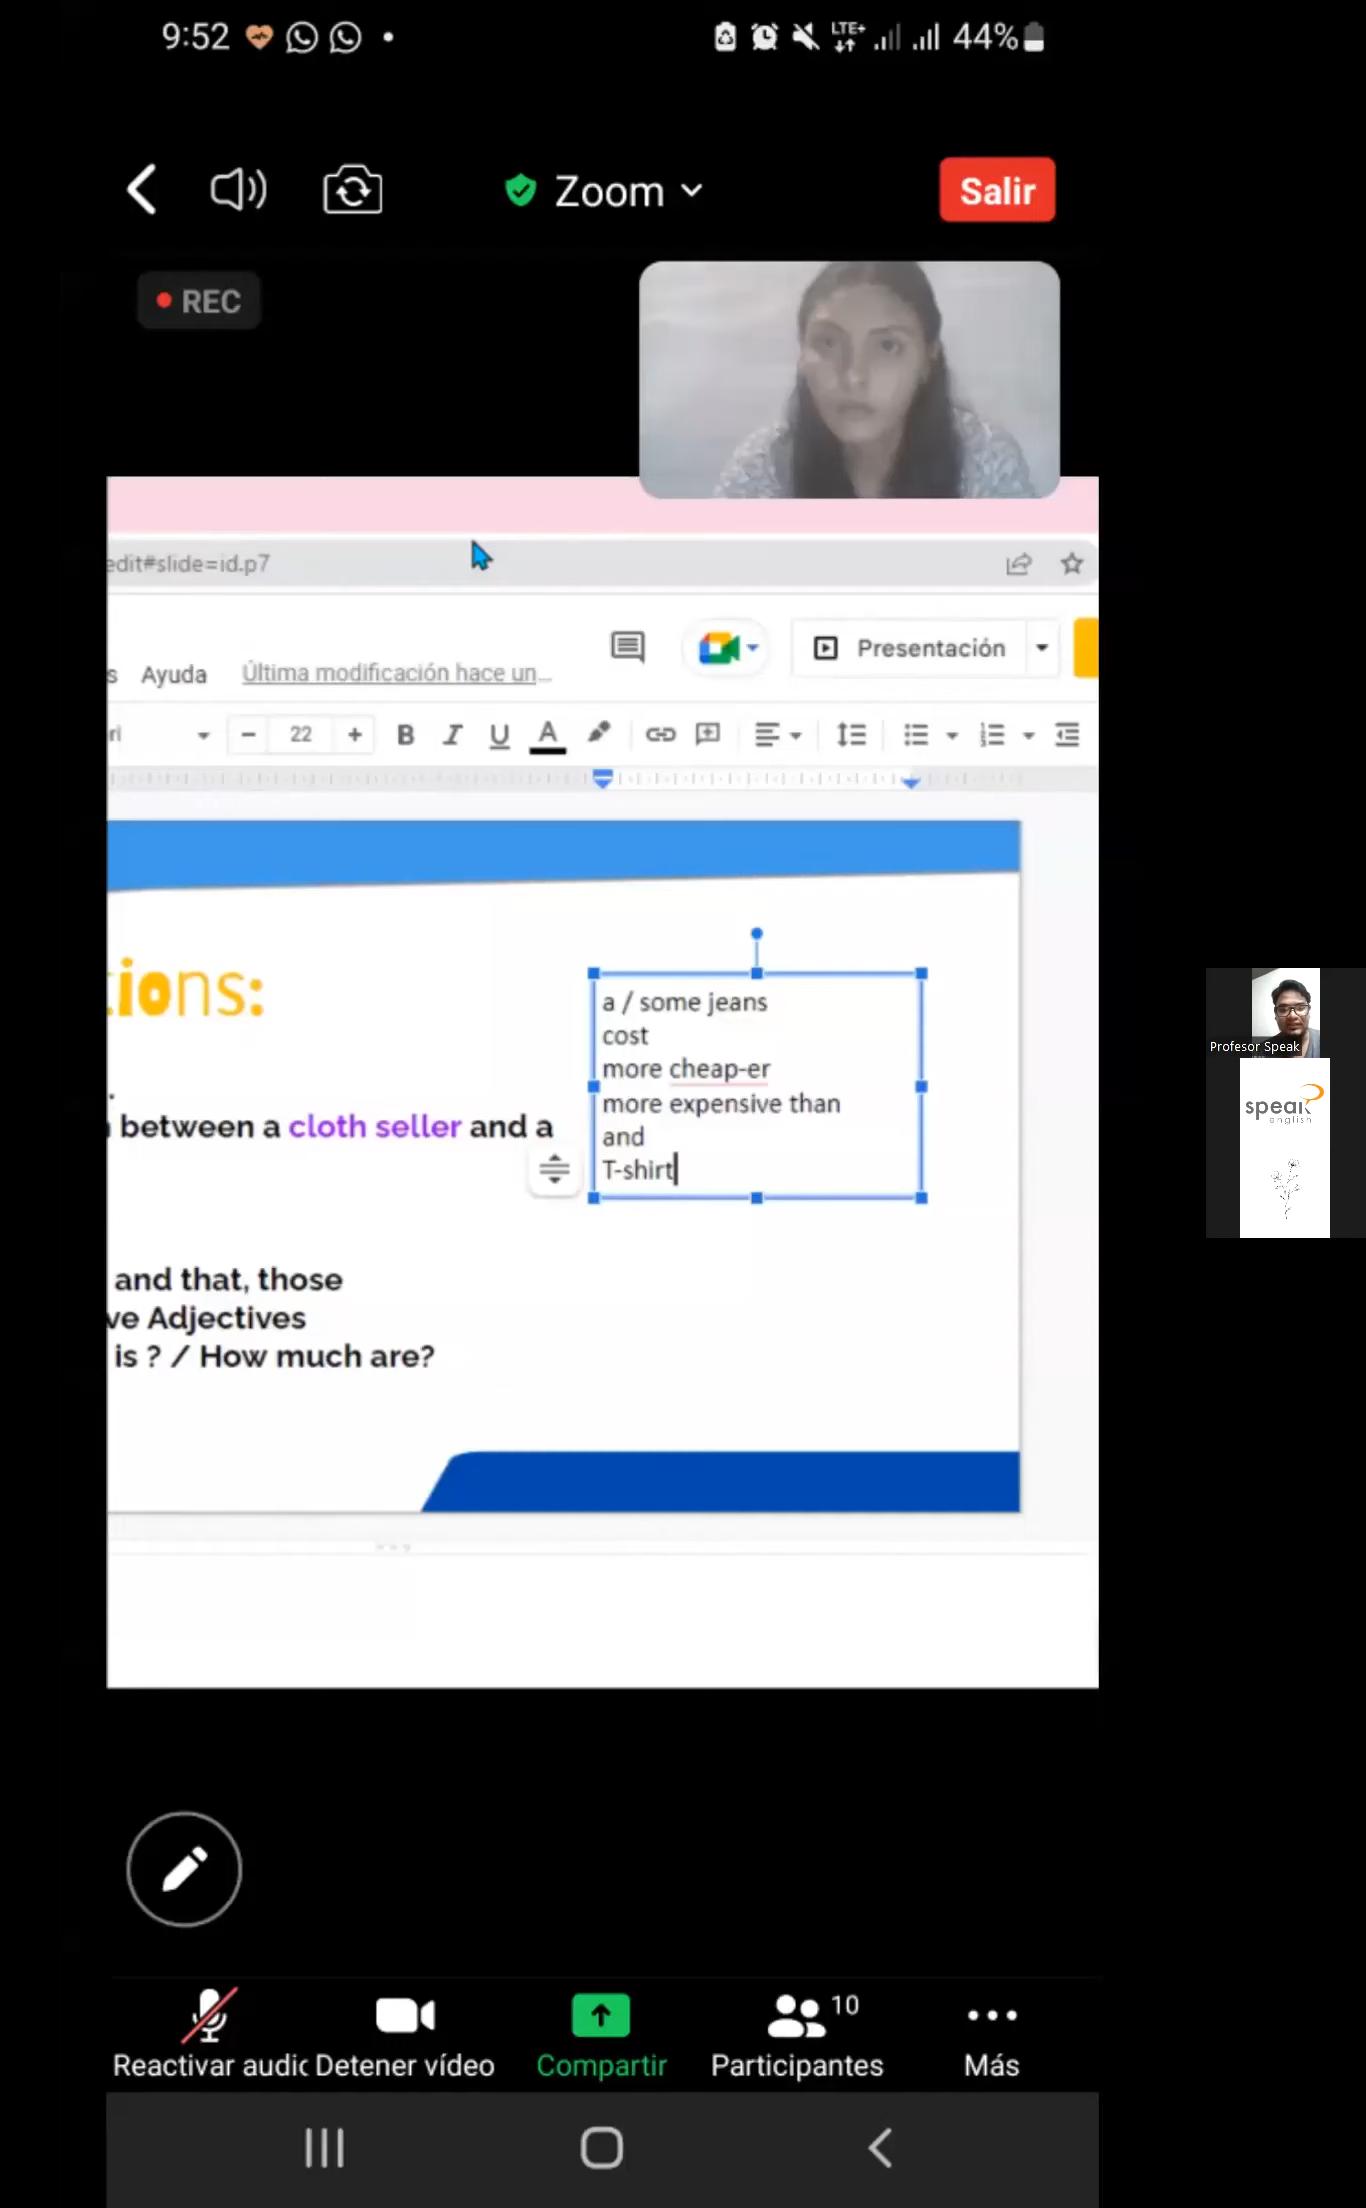 9:52
LTE+
44%
Zoom
Salir
REC
edit#slide=id.p7
Ayuda
Última modificación hace un...
Presentación
22
B I U A
ions:
a / some jeans
cost
more cheap-er
more expensive than
and
T-shirt
between a cloth seller and a
and that, those
ve Adjectives
is ? / How much are?
Profesor Speak
speak
english
10
Reactivar audio
Detener vídeo
Compartir
Participantes
Más